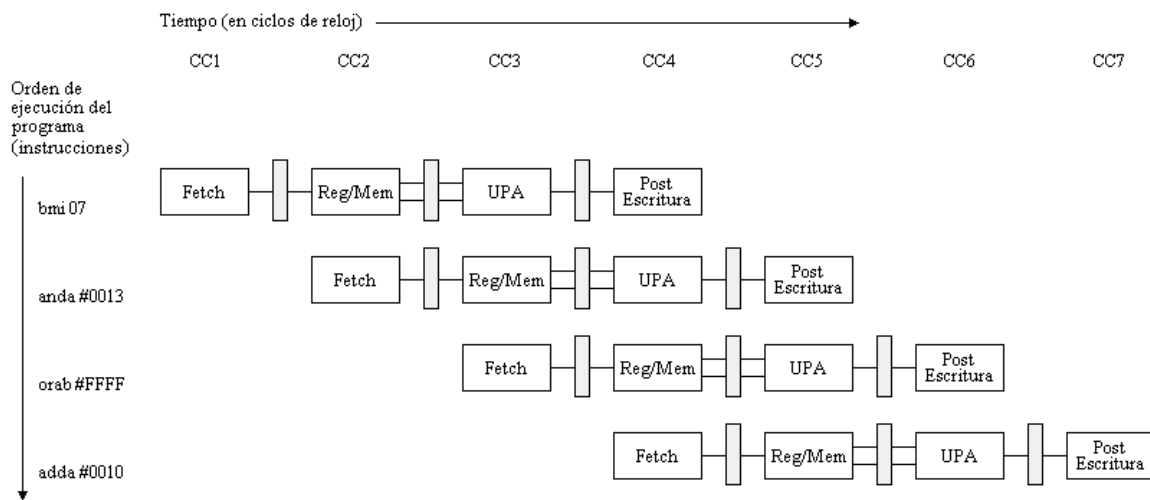 Tiempo (en ciclos de reloj)
CC1 CC2 CC3 CC4 CC5 CC6 CC7
Orden de
ejecución del
programa
(instrucciones)
bmi 07
Fetch Reg/Mem UPA Post
Escritura
anda #0013
Fetch Reg/Mem UPA Post
Escritura
orab #FFFF
Fetch Reg/Mem UPA Post
Escritura
adda #0010
Fetch Reg/Mem UPA Post
Escritura